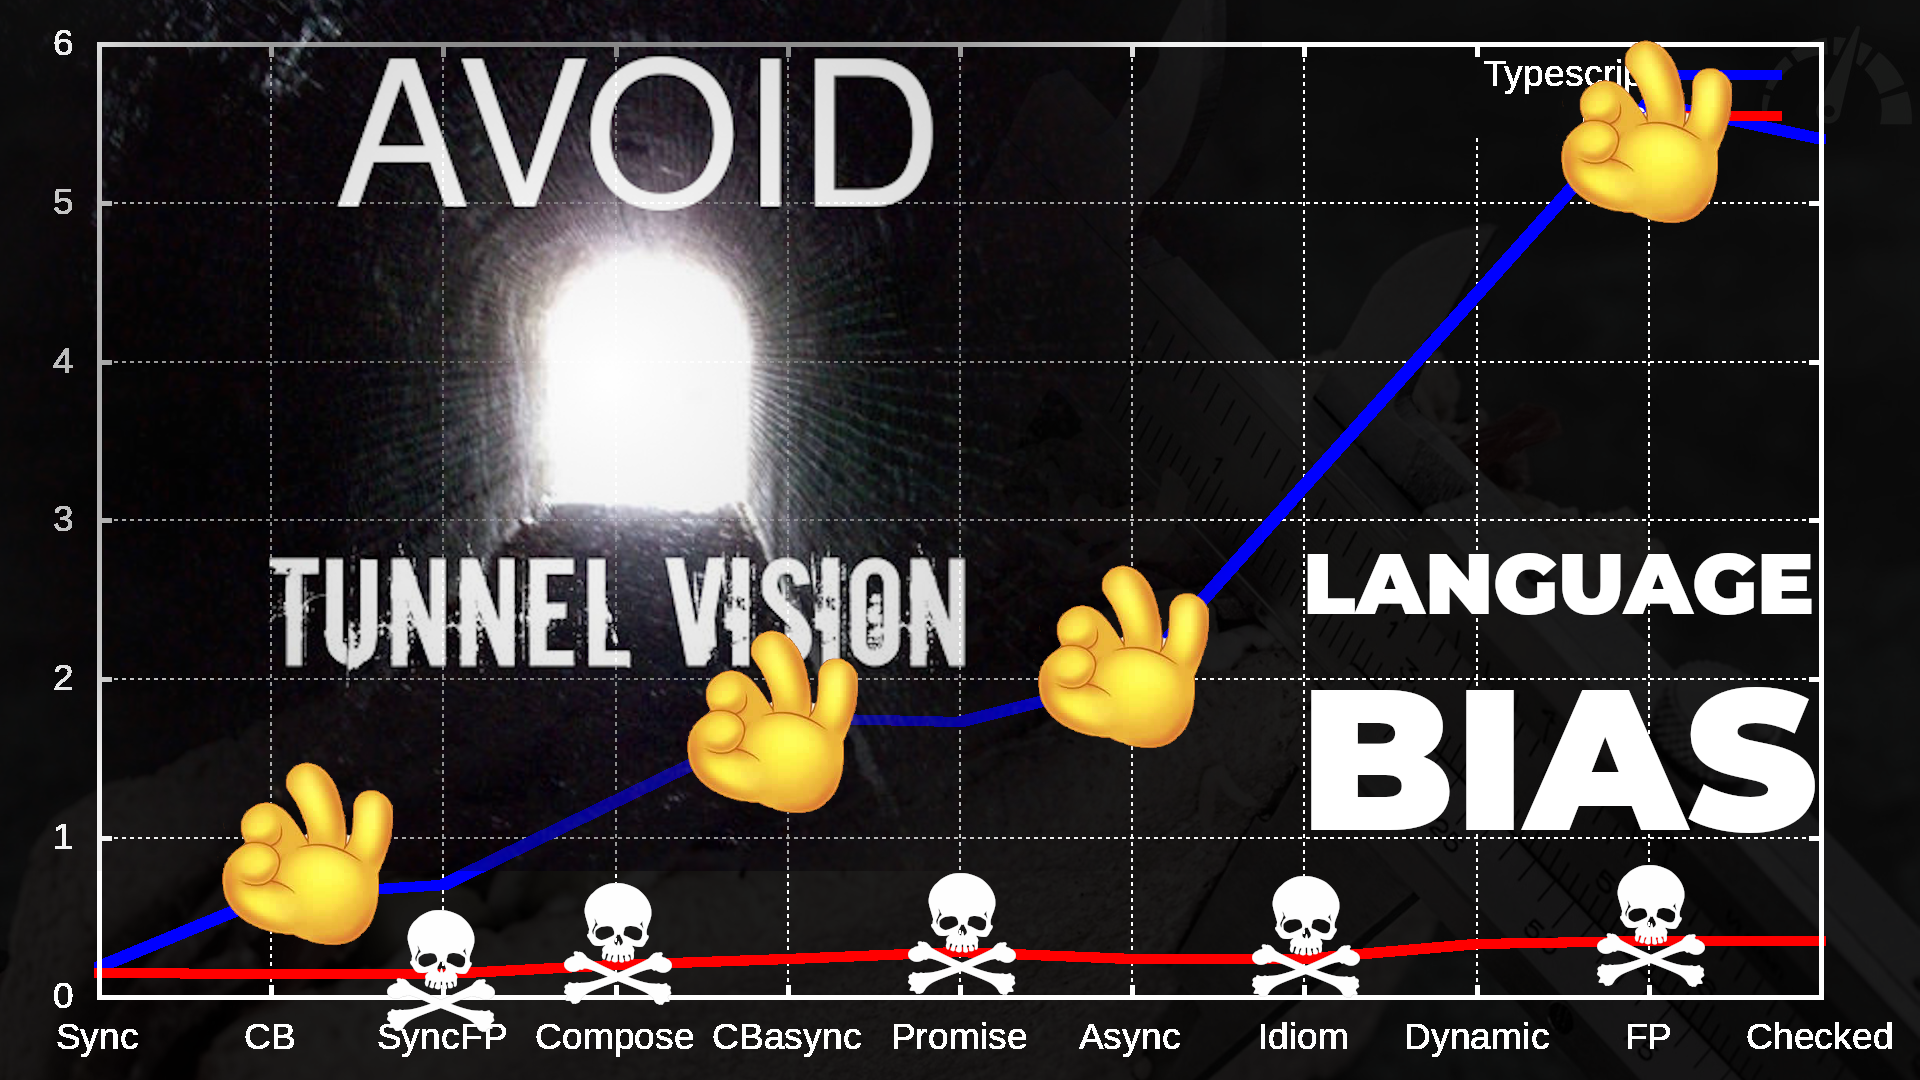 AVOID
TUNNEL VISION
LANGUAGE
BIAS
6
5
4
3
2
1
0
Sync CB SyncFP Compose CBasync Promise Async Idiom Dynamic FP Checked